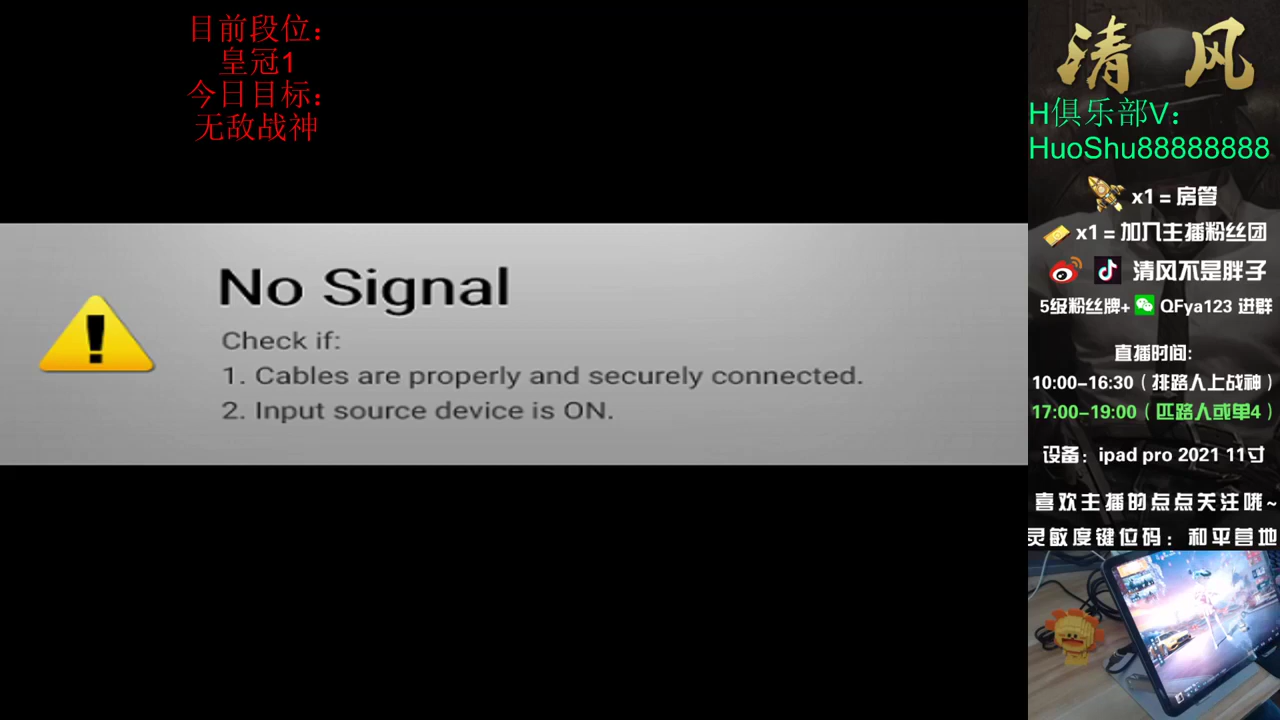 目前段位：
皇冠1
今日目标：
无敌战神
No Signal
Check if:
1. Cables are properly and securely connected.
2. Input source device is ON.
清 风
H俱乐部V：
HuoShu88888888
x1 = 房管
x1 = 加入主播粉丝团
清风不是胖子
5级粉丝牌+ QFya123 进群
直播时间:
10:00-16:30（排路人上战神）
17:00-19:00（匹路人或单4）
设备：ipad pro 2021 11寸
喜欢主播的点点关注哦~
灵敏度键位码：和平营地